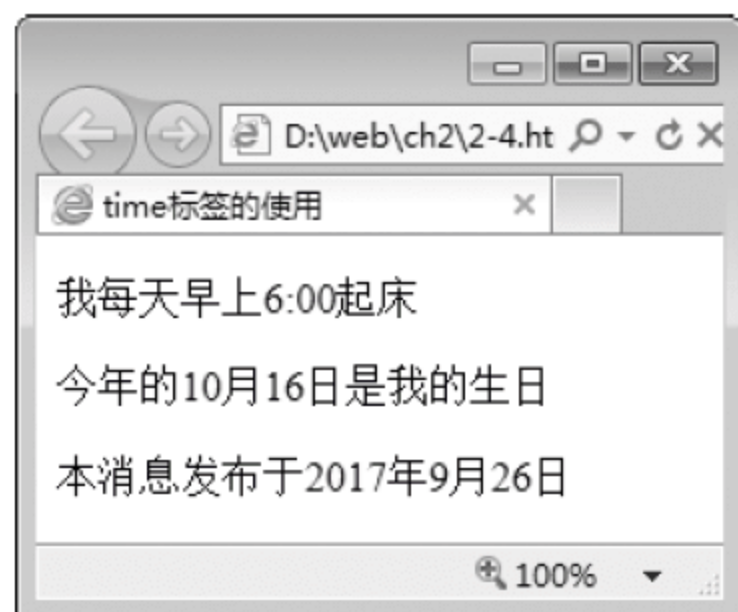 D:\web\ch2\2-4.ht
time标签的使用
我每天早上6:00起床
今年的10月16日是我的生日
本消息发布于2017年9月26日
100%